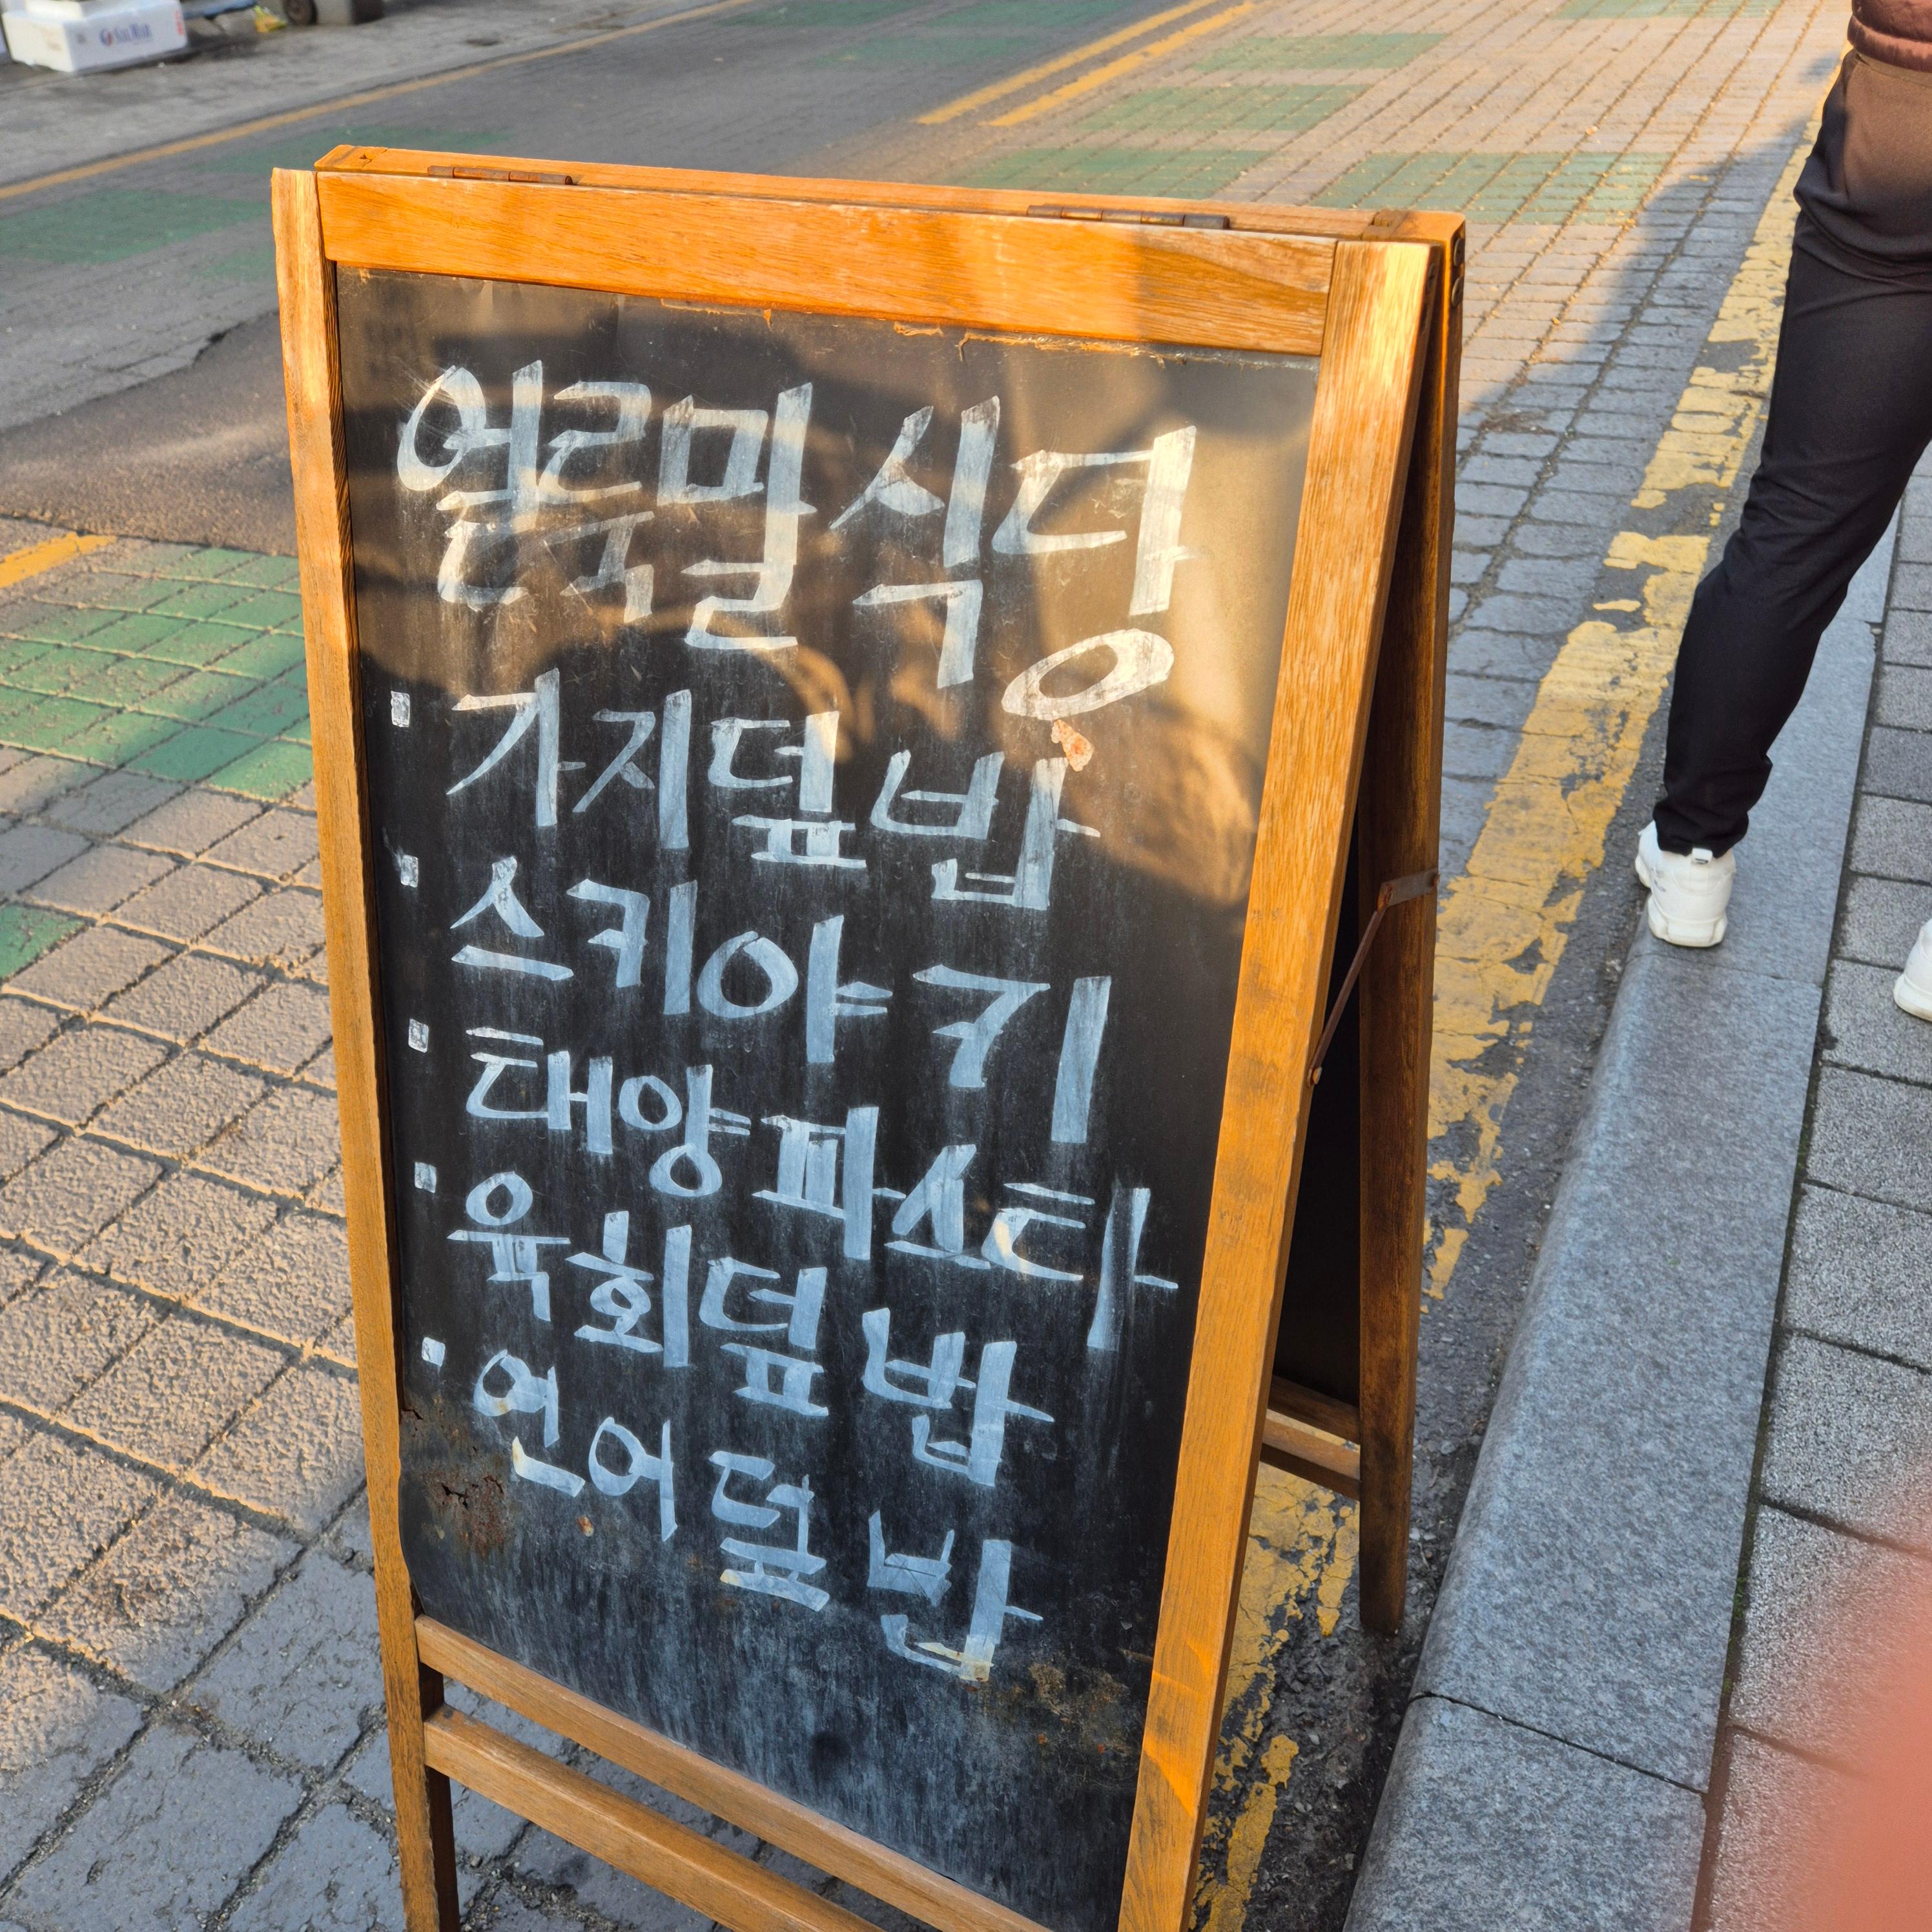 SALMAR
얼룩말식당
· 가지덮밥
· 스키야키
· 태양파스타
· 육회덮밥
· 연어덮밥